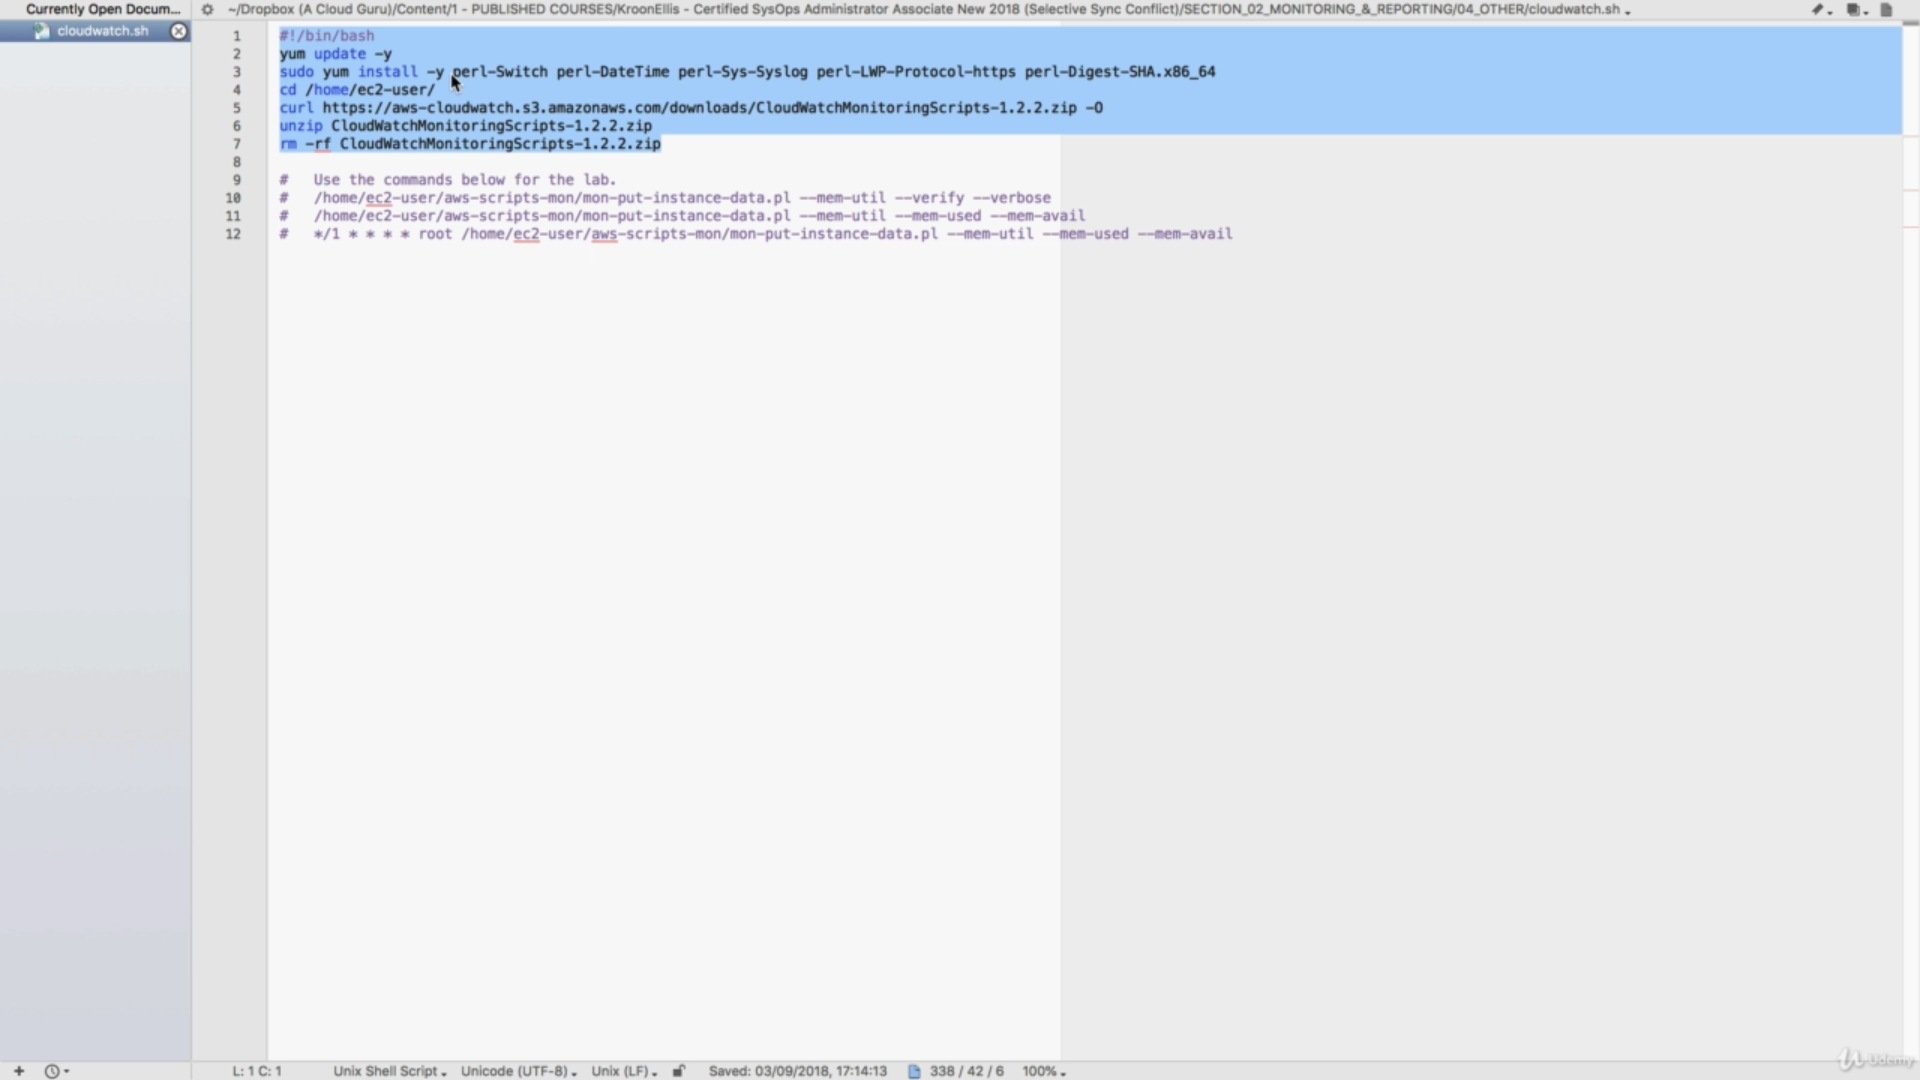 Currently Open Docum... ~/Dropbox (A Cloud Guru)/Content/1 - PUBLISHED COURSES/KroonEllis - Certified SysOps Administrator Associate New 2018 (Selective Sync Conflict)/SECTION_02_MONITORING_&_REPORTING/04_OTHER/cloudwatch.sh
cloudwatch.sh
1 #!/bin/bash
2 yum update -y
3 sudo yum install -y perl-Switch perl-DateTime perl-Sys-Syslog perl-LWP-Protocol-https perl-Digest-SHA.x86_64
4 cd /home/ec2-user/
5 curl https://aws-cloudwatch.s3.amazonaws.com/downloads/CloudWatchMonitoringScripts-1.2.2.zip -O
6 unzip CloudWatchMonitoringScripts-1.2.2.zip
7 rm -rf CloudWatchMonitoringScripts-1.2.2.zip
8
9 # Use the commands below for the lab.
10 # /home/ec2-user/aws-scripts-mon/mon-put-instance-data.pl --mem-util --verify --verbose
11 # /home/ec2-user/aws-scripts-mon/mon-put-instance-data.pl --mem-util --mem-used --mem-avail
12 # */1 * * * * root /home/ec2-user/aws-scripts-mon/mon-put-instance-data.pl --mem-util --mem-used --mem-avail
L: 1 C: 1 Unix Shell Script Unicode (UTF-8) Unix (LF) Saved: 03/09/2018, 17:14:13 338 / 42 / 6 100%
Udemy